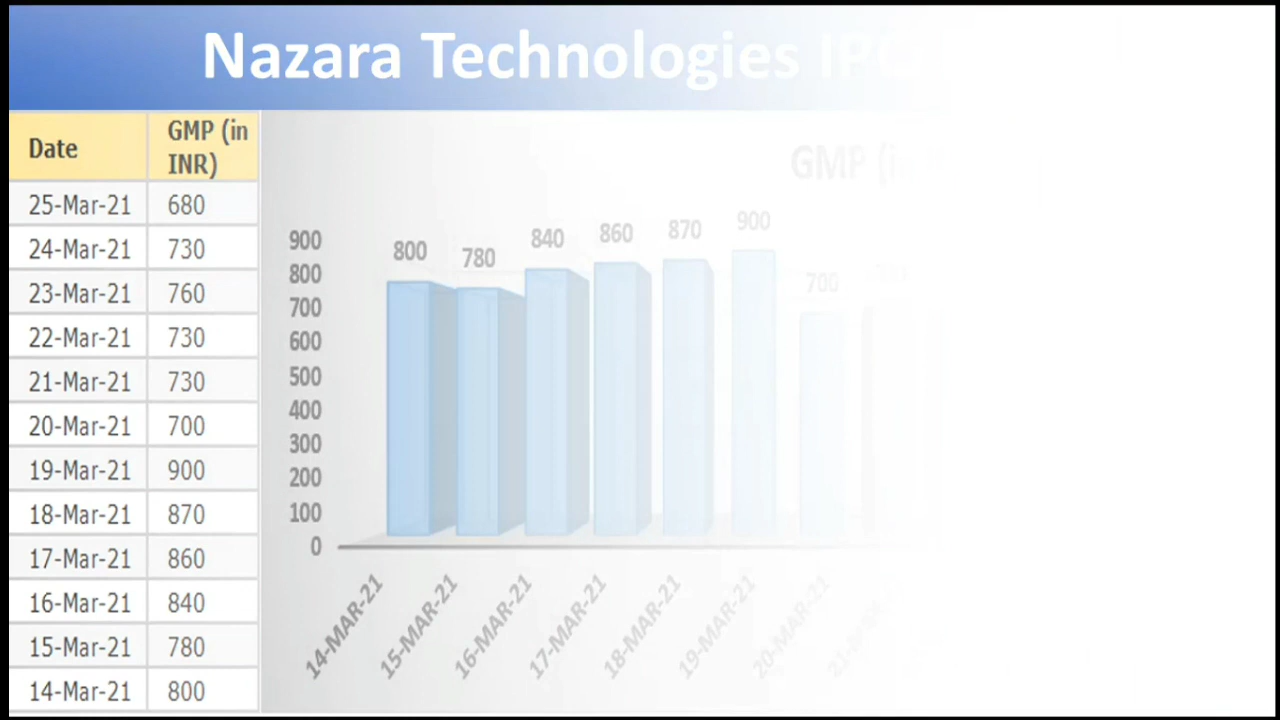 Nazara Technologies IPO
Date GMP (in INR)
25-Mar-21 680
24-Mar-21 730
23-Mar-21 760
22-Mar-21 730
21-Mar-21 730
20-Mar-21 700
19-Mar-21 900
18-Mar-21 870
17-Mar-21 860
16-Mar-21 840
15-Mar-21 780
14-Mar-21 800
GMP (in
900
800
700
600
500
400
300
200
100
0
800 780 840 860 870 900 700
14-MAR-21 15-MAR-21 16-MAR-21 17-MAR-21 18-MAR-21 19-MAR-21 20-MAR-21